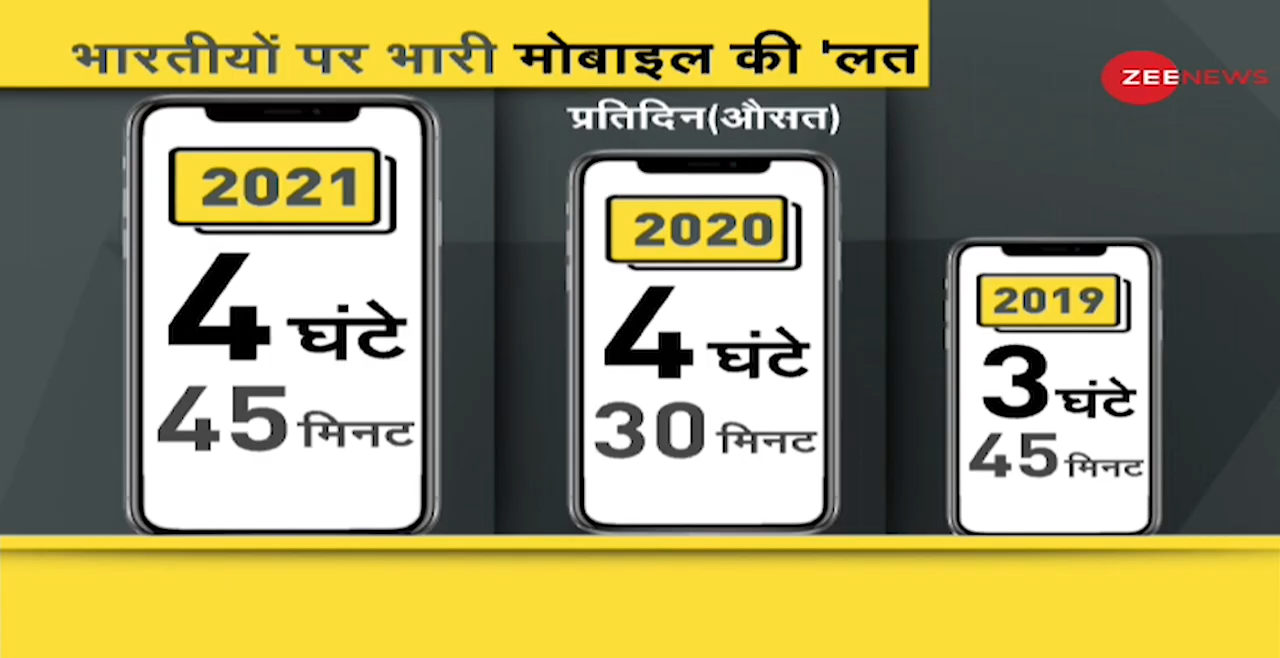 भारतीयों पर भारी मोबाइल की 'लत
ZEENEWS
प्रतिदिन(औसत)
2021
4 घंटे
45 मिनट
2020
4 घंटे
30 मिनट
2019
3 घंटे
45 मिनट